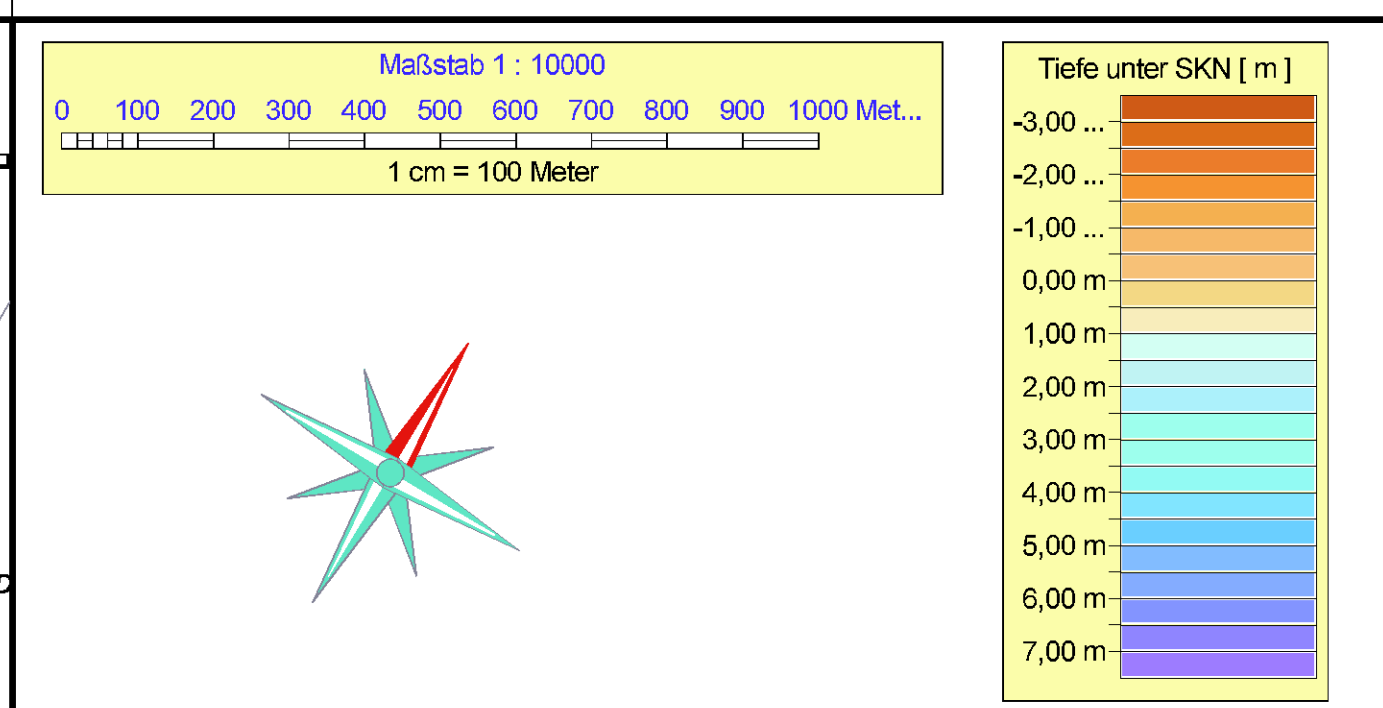 Maßstab 1 : 10000
0 100 200 300 400 500 600 700 800 900 1000 Met...
1 cm = 100 Meter
Tiefe unter SKN [ m ]
-3,00 ...
-2,00 ...
-1,00 ...
0,00 m
1,00 m
2,00 m
3,00 m
4,00 m
5,00 m
6,00 m
7,00 m